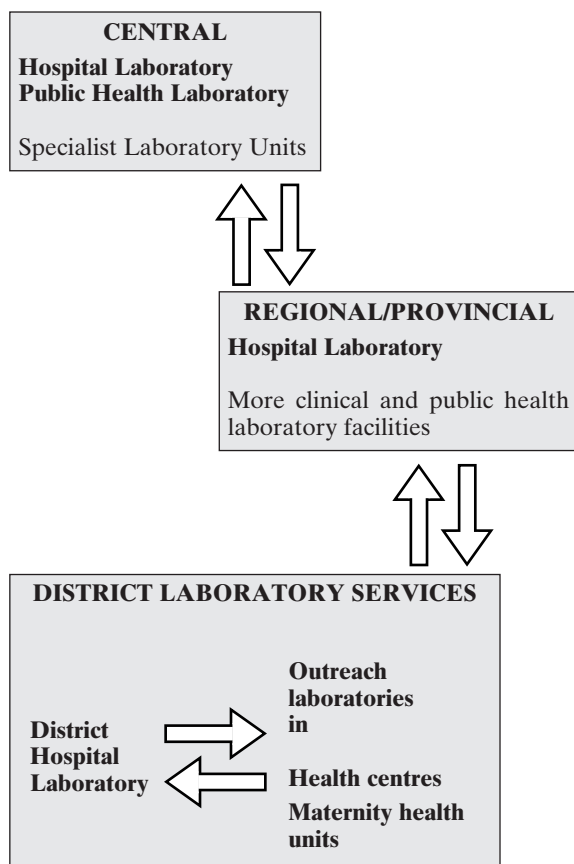 CENTRAL
Hospital Laboratory
Public Health Laboratory
Specialist Laboratory Units
REGIONAL/PROVINCIAL
Hospital Laboratory
More clinical and public health
laboratory facilities
DISTRICT LABORATORY SERVICES
District
Hospital
Laboratory
Outreach
laboratories
in
Health centres
Maternity health
units